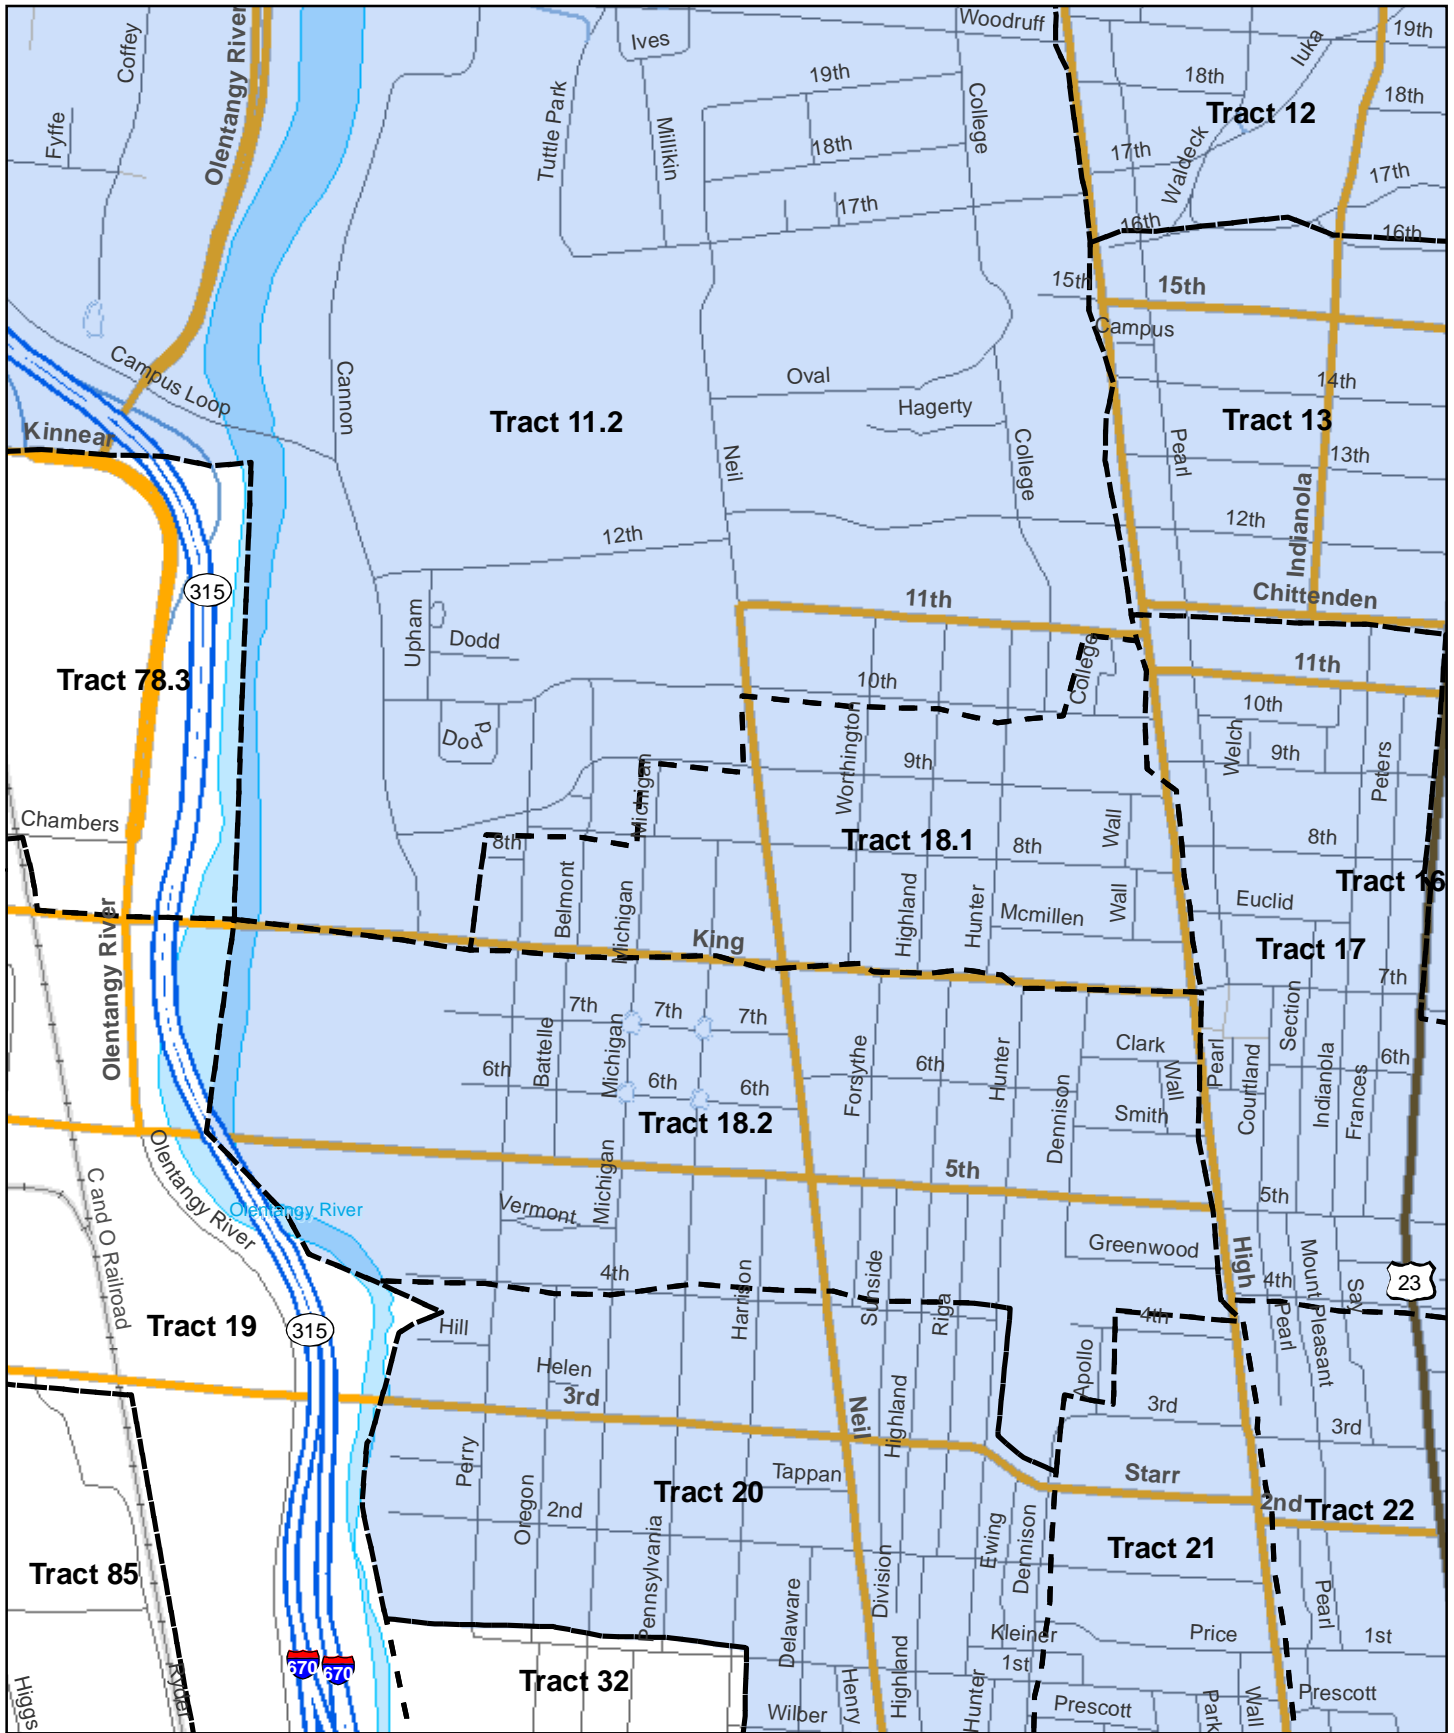 Woodruff
19th
Coffey
Olentangy River
Ives
Iuka
19th
18th
18th
Tuttle Park
College
Tract 12
Fyffe
Millikin
18th
17th
Waldeck
17th
17th
16th
16th
15th
15th
Campus
Campus Loop
Cannon
Oval
14th
Hagerty
Tract 11.2
Tract 13
Kinnear
Neil
College
Pearl
13th
Indianola
12th
12th
315
11th
Chittenden
Upham
Dodd
College
11th
Tract 78.3
10th
10th
Dodd
Worthington
Welch
9th
9th
Peters
Michigan
Chambers
8th
Tract 18.1
8th
Wall
8th
Tract 16
Belmont
Michigan
Highland
Hunter
Mcmillen
Wall
Euclid
King
Tract 17
Olentangy River
7th
7th
7th
7th
Section
Battelle
Michigan
Forsythe
Hunter
Clark
Pearl
6th
6th
6th
6th
6th
Wall
Courtland
Indianola
Frances
Tract 18.2
Dennison
Smith
Olentangy River
C and O Railroad
Michigan
5th
5th
Vermont
Olentangy River
Greenwood
High
Mount Pleasant
4th
Harrison
Sunside
Riga
4th
Say
23
Tract 19
315
Hill
4th
Pearl
Helen
Apollo
3rd
Neil
Highland
3rd
3rd
Perry
Tappan
Starr
Tract 20
2nd
Tract 22
Oregon
2nd
Pennsylvania
Ewing
Dennison
Tract 21
Tract 85
Delaware
Division
Pearl
Kleiner
Price
1st
670
670
Tract 32
Highland
1st
Higgs
Ryder
Henry
Hunter
Prescott
Park
Wall
Prescott
Wilber